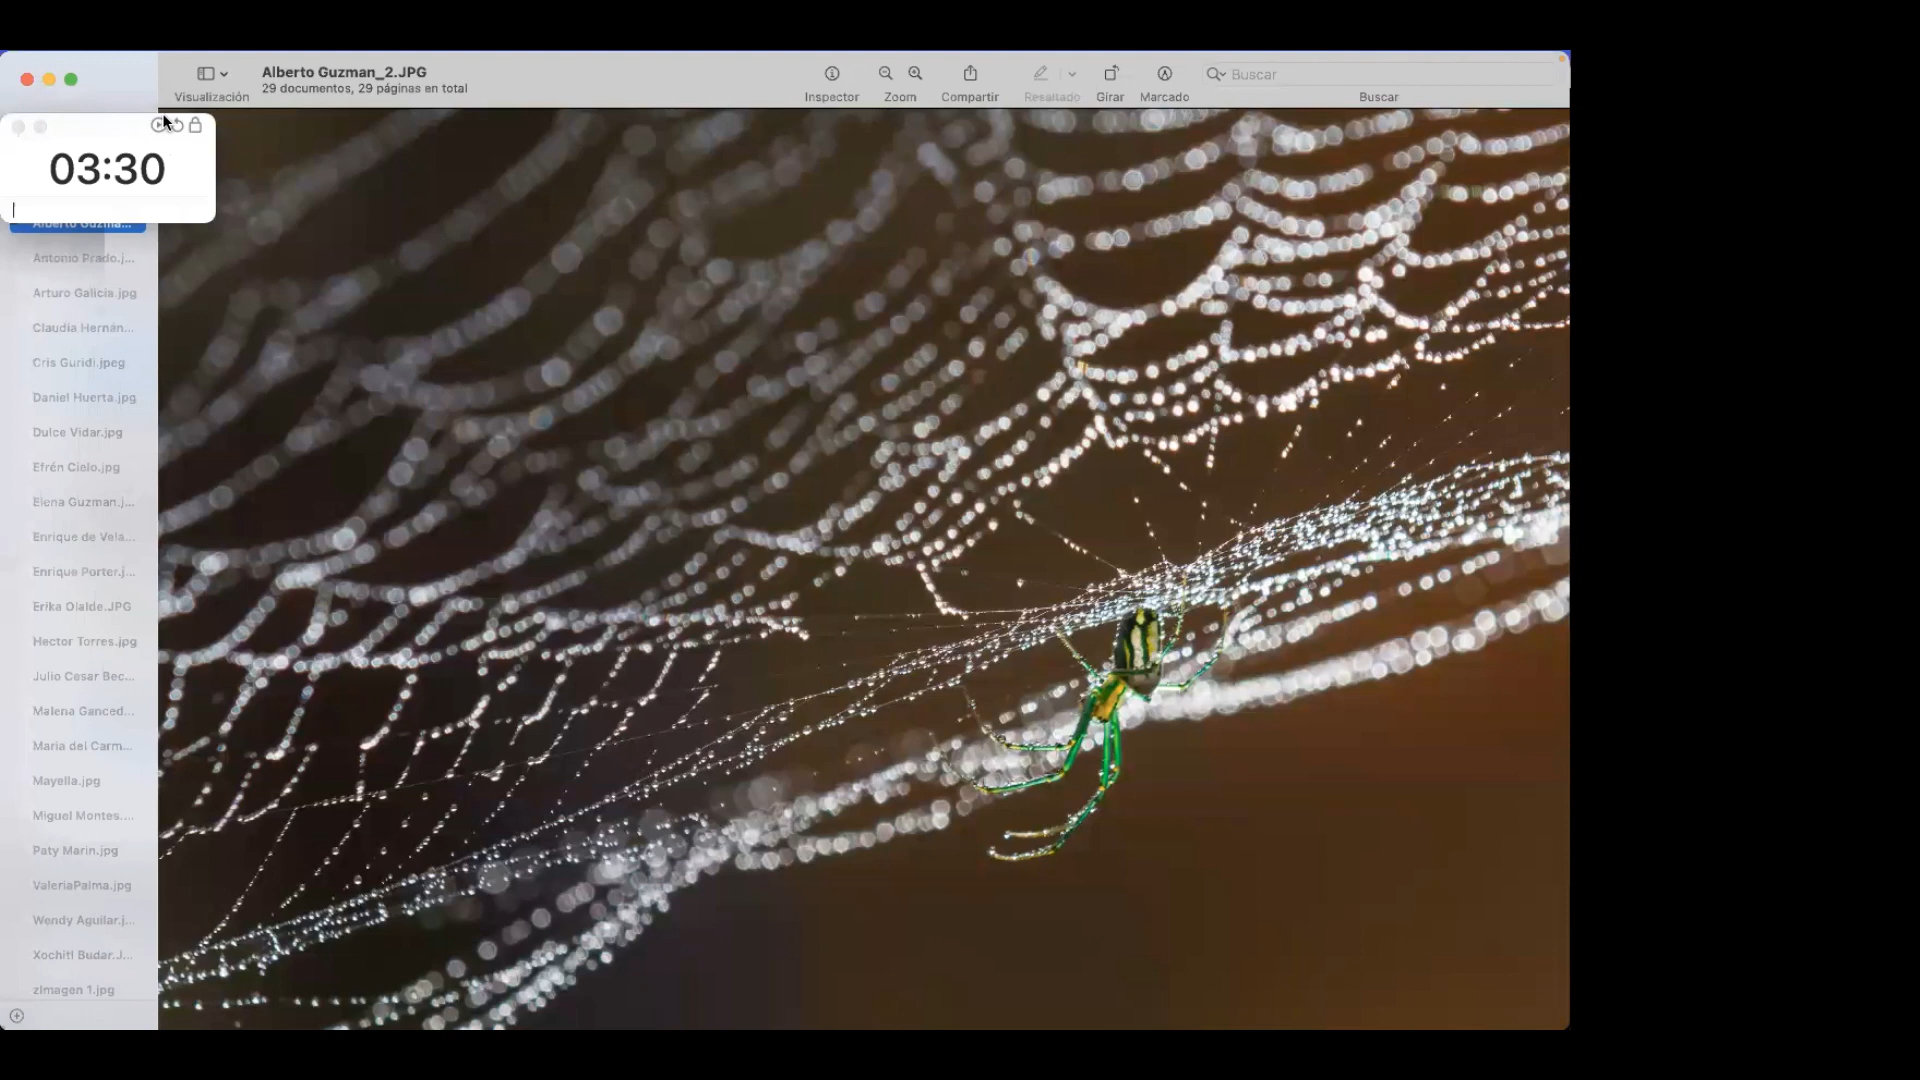 Alberto Guzman_2.JPG
29 documentos, 29 páginas en total
Visualización
Inspector
Zoom
Compartir
Resaltado
Girar
Marcado
Buscar
Buscar
03:30
Alberto Guzma...
Antonio Prado.j...
Arturo Galicia.jpg
Claudia Hernán...
Cris Guridi.jpeg
Daniel Huerta.jpg
Dulce Vidar.jpg
Efrén Cielo.jpg
Elena Guzman.j...
Enrique de Vela...
Enrique Porter.j...
Erika Olalde.JPG
Hector Torres.jpg
Julio Cesar Bec...
Malena Ganced...
Maria del Carm...
Mayella.jpg
Miguel Montes....
Paty Marin.jpg
ValeriaPalma.jpg
Wendy Aguilar.j...
Xochitl Budar.J...
zImagen 1.jpg